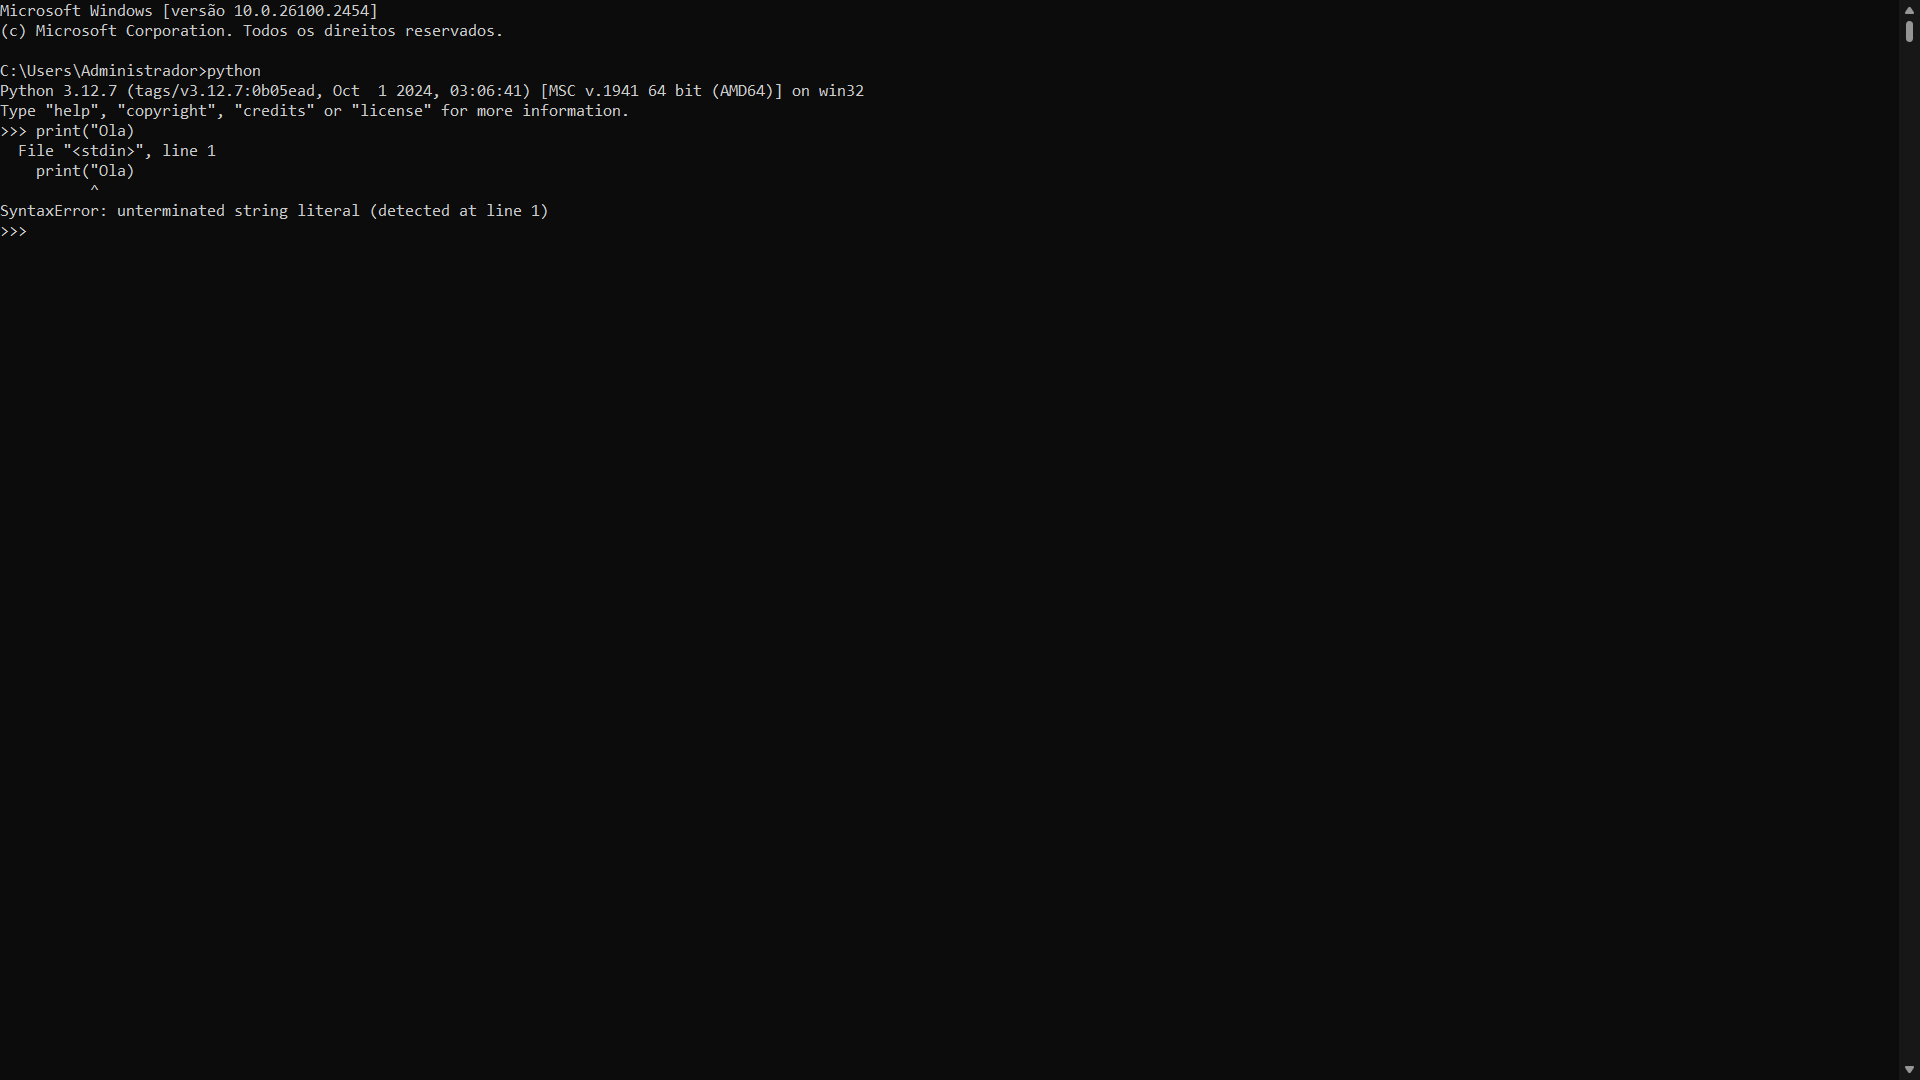 Microsoft Windows [versão 10.0.26100.2454]
(c) Microsoft Corporation. Todos os direitos reservados.

C:\Users\Administrador>python
Python 3.12.7 (tags/v3.12.7:0b05ead, Oct  1 2024, 03:06:41) [MSC v.1941 64 bit (AMD64)] on win32
Type "help", "copyright", "credits" or "license" for more information.
>>> print("Ola)
  File "<stdin>", line 1
    print("Ola)
          ^
SyntaxError: unterminated string literal (detected at line 1)
>>>